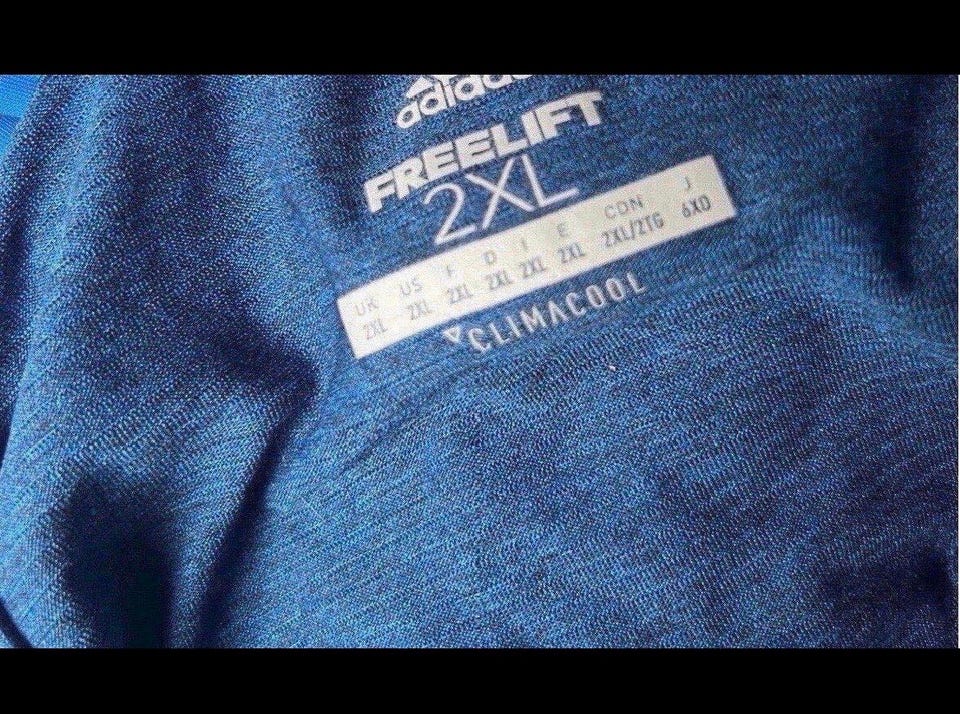 adidas
FREELIFT
2XL
UK US F D I E CDN J
2XL 2XL 2XL 2XL 2XL 2XL 2XL/2TG 6XO
CLIMACOOL